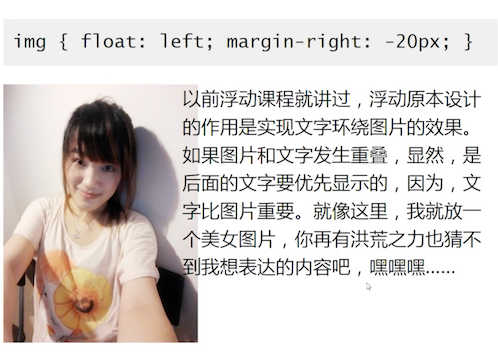 img { float: left; margin-right: -20px; }
以前浮动课程就讲过，浮动原本设计
的作用是实现文字环绕图片的效果。
如果图片和文字发生重叠，显然，是
后面的文字要优先显示的，因为，文
字比图片重要。就像这里，我就放一
个美女图片，你再有洪荒之力也猜不
到我想表达的内容吧，嘿嘿嘿……